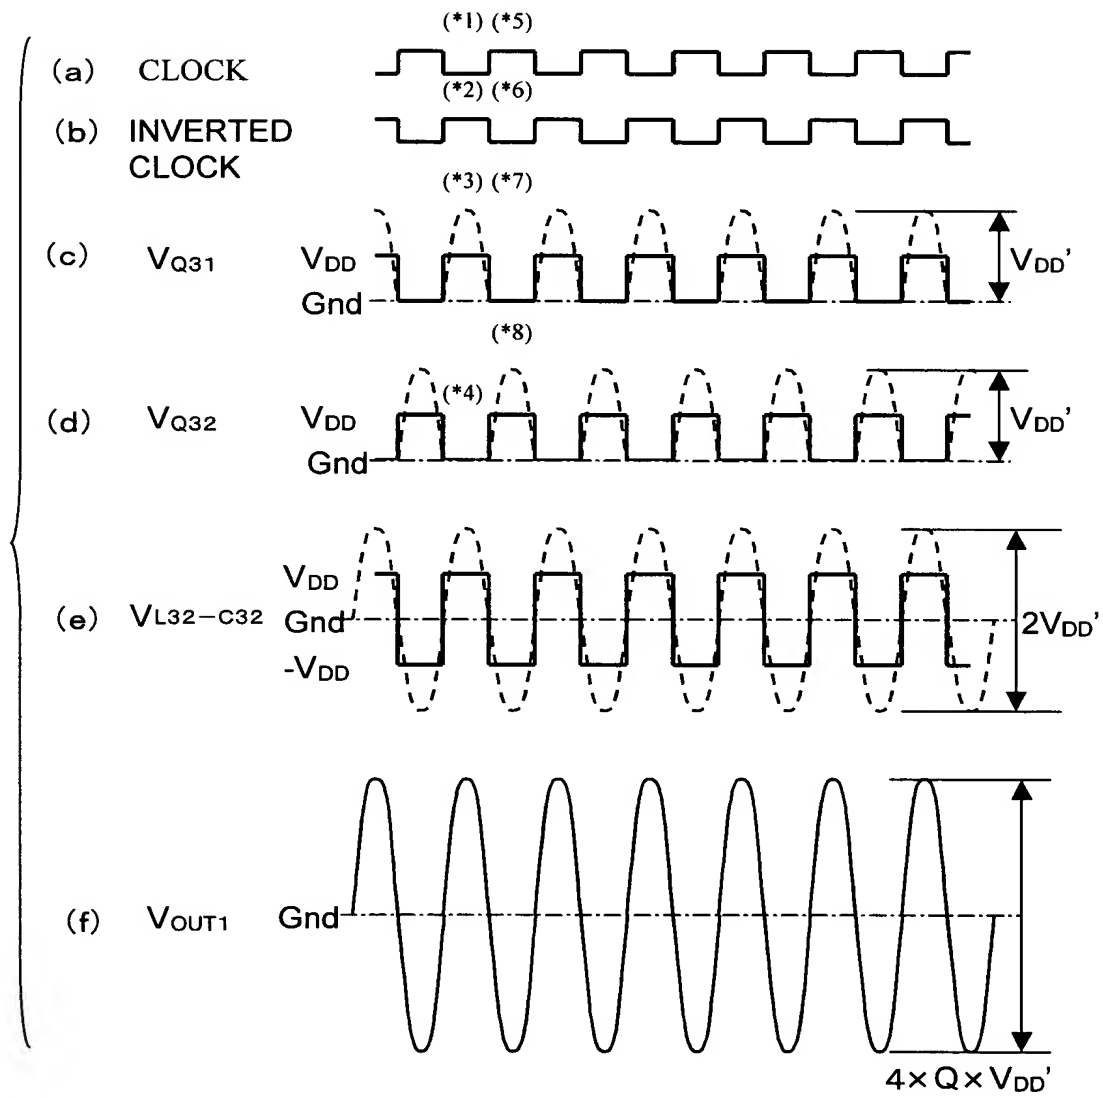 (*1) (*5)
(a) CLOCK
(*2) (*6)
(b) INVERTED
CLOCK
(*3) (*7)
(c) VQ31 VDD VDD'
Gnd
(*8)
(*4)
(d) VQ32 VDD VDD'
Gnd
VDD
(e) VL32-C32 Gnd 2VDD'
-VDD
(f) VOUT1 Gnd
4×Q×VDD'